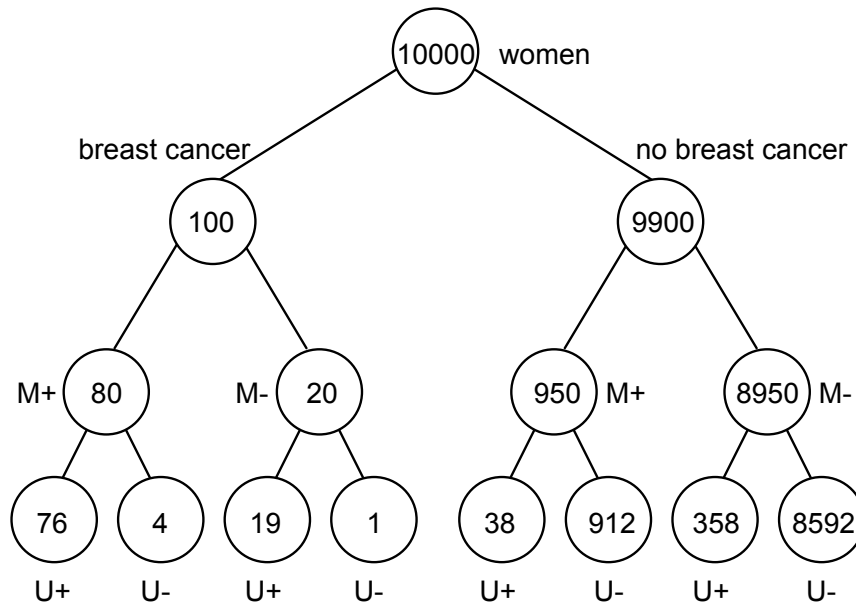 10000 women
breast cancer no breast cancer
100 9900
M+ 80 M- 20 950 M+ 8950 M-
76 4 19 1 38 912 358 8592
U+ U- U+ U- U+ U- U+ U-